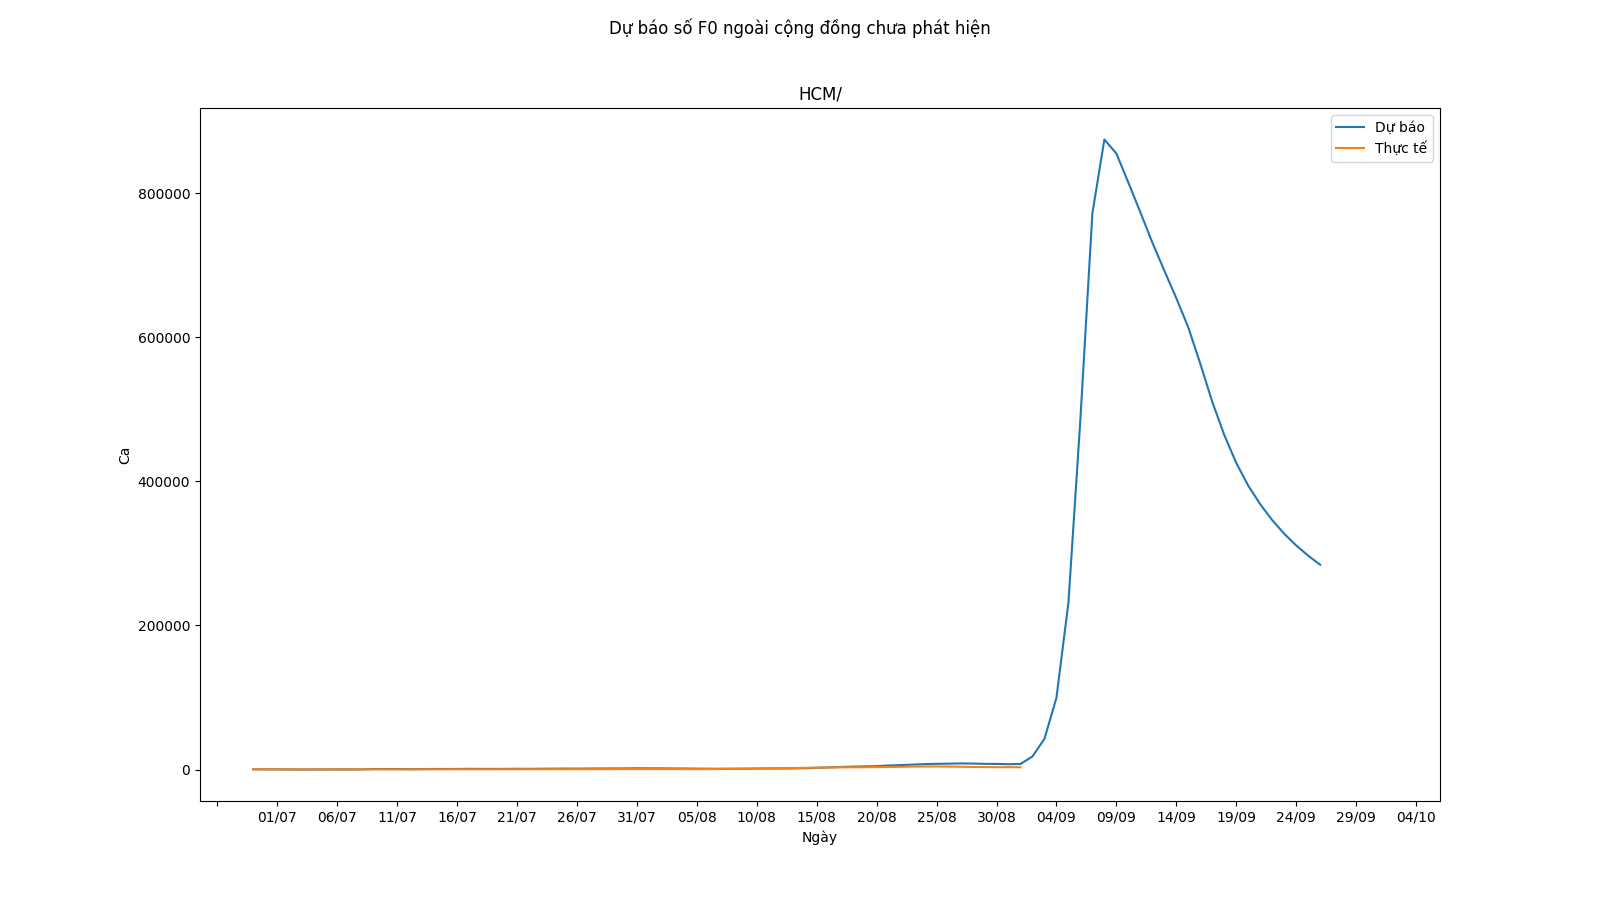 Dự báo số F0 ngoài cộng đồng chưa phát hiện
HCM/
Dự báo
Thực tế
800000
600000
400000
200000
0
Ca
01/07 06/07 11/07 16/07 21/07 26/07 31/07 05/08 10/08 15/08 20/08 25/08 30/08 04/09 09/09 14/09 19/09 24/09 29/09 04/10
Ngày